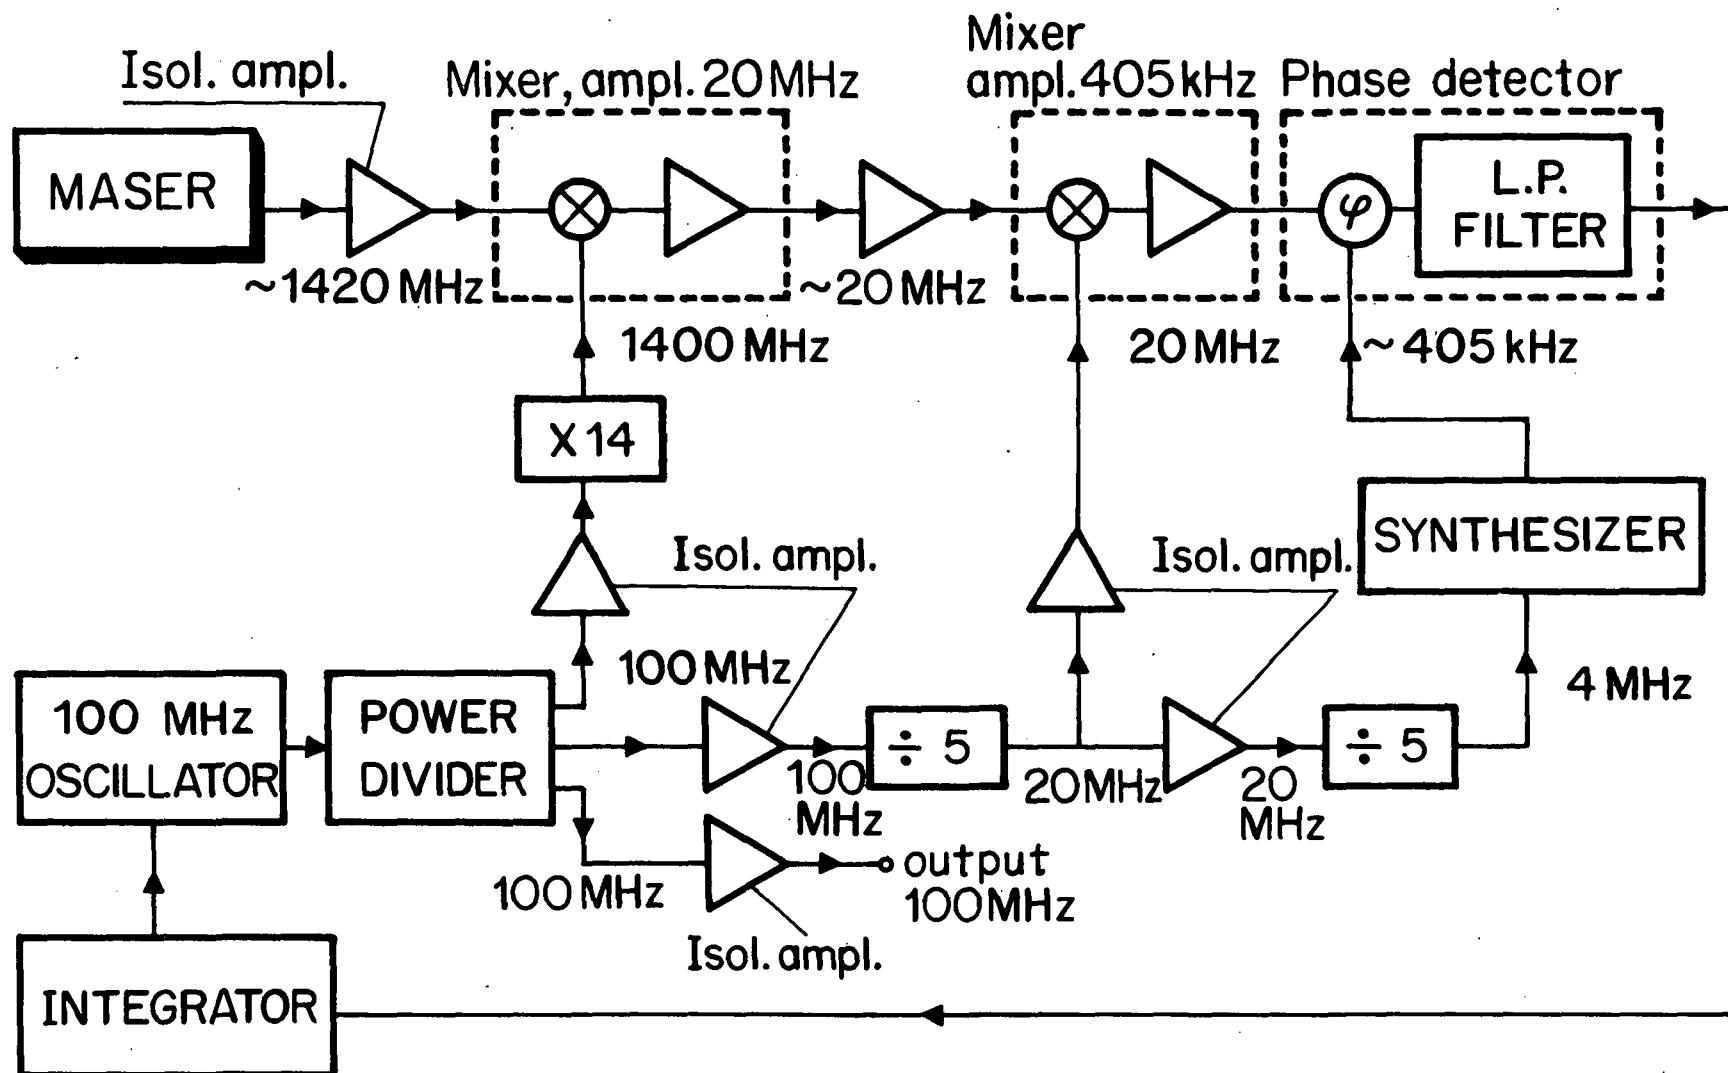 Isol. ampl.
Mixer, ampl. 20 MHz
Mixer
ampl. 405 kHz
Phase detector
MASER
L.P.
FILTER
φ
~1420 MHz
~20 MHz
1400 MHz
20 MHz
~405 kHz
X 14
SYNTHESIZER
Isol. ampl.
Isol. ampl.
100 MHz
4 MHz
100 MHz
OSCILLATOR
POWER
DIVIDER
÷ 5
÷ 5
100
MHz
20 MHz
20
MHz
100 MHz
output
100 MHz
Isol. ampl.
INTEGRATOR